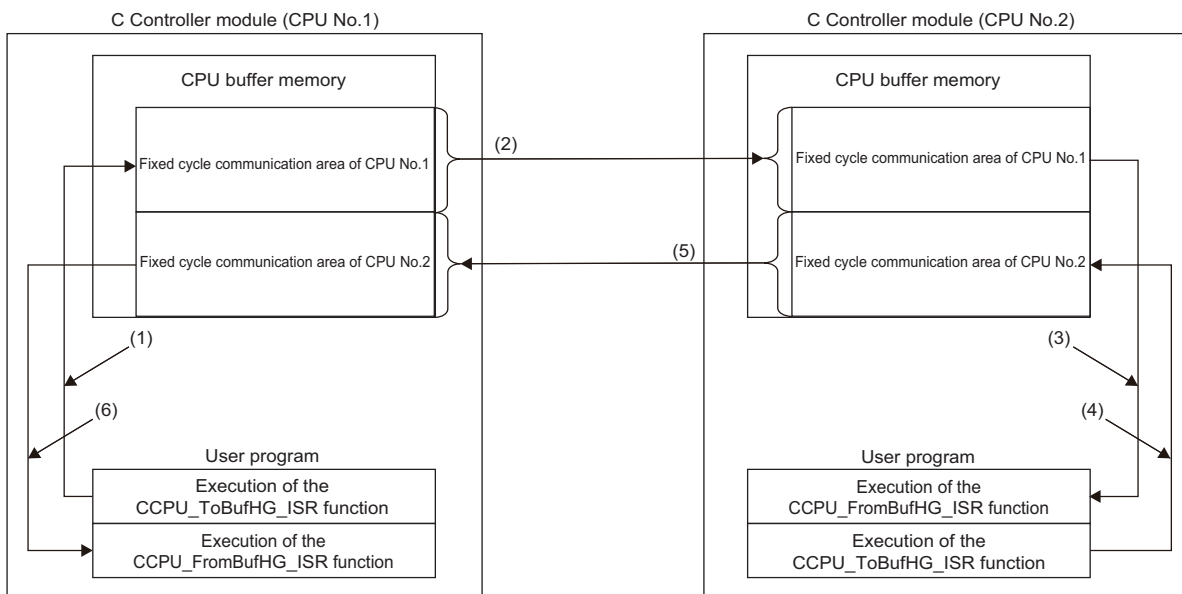 C Controller module (CPU No.1)
C Controller module (CPU No.2)
CPU buffer memory
CPU buffer memory
Fixed cycle communication area of CPU No.1
(2)
Fixed cycle communication area of CPU No.1
Fixed cycle communication area of CPU No.2
(5)
Fixed cycle communication area of CPU No.2
(1)
(3)
(6)
(4)
User program
User program
Execution of the
CCPU_ToBufHG_ISR function
Execution of the
CCPU_FromBufHG_ISR function
Execution of the
CCPU_FromBufHG_ISR function
Execution of the
CCPU_ToBufHG_ISR function